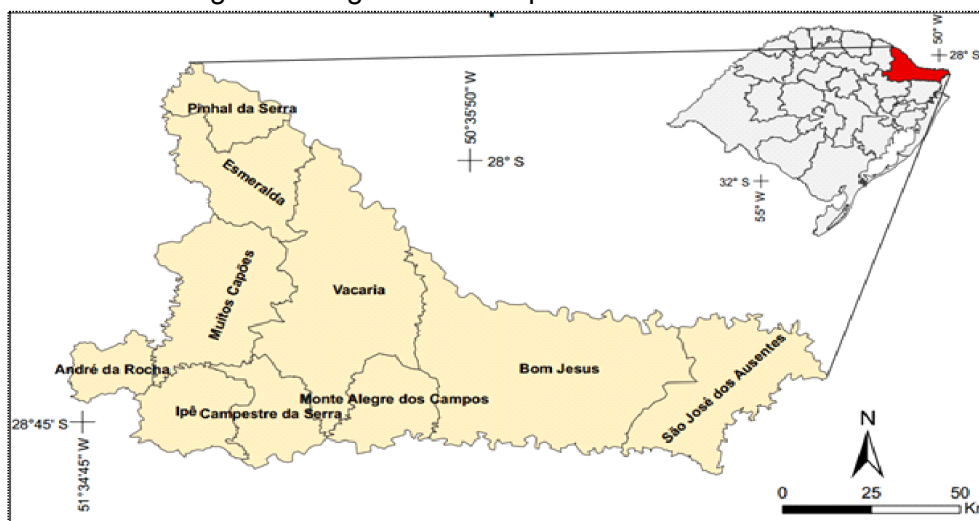 50° W
28° S
Pinhal da Serra
50°35'50" W
28° S
Esmeralda
32° S
55° W
Muitos Capões
Vacaria
André da Rocha
Bom Jesus
São José dos Ausentes
Ipê
Campestre da Serra
Monte Alegre dos Campos
28°45' S
51°34'45" W
N
0 25 50